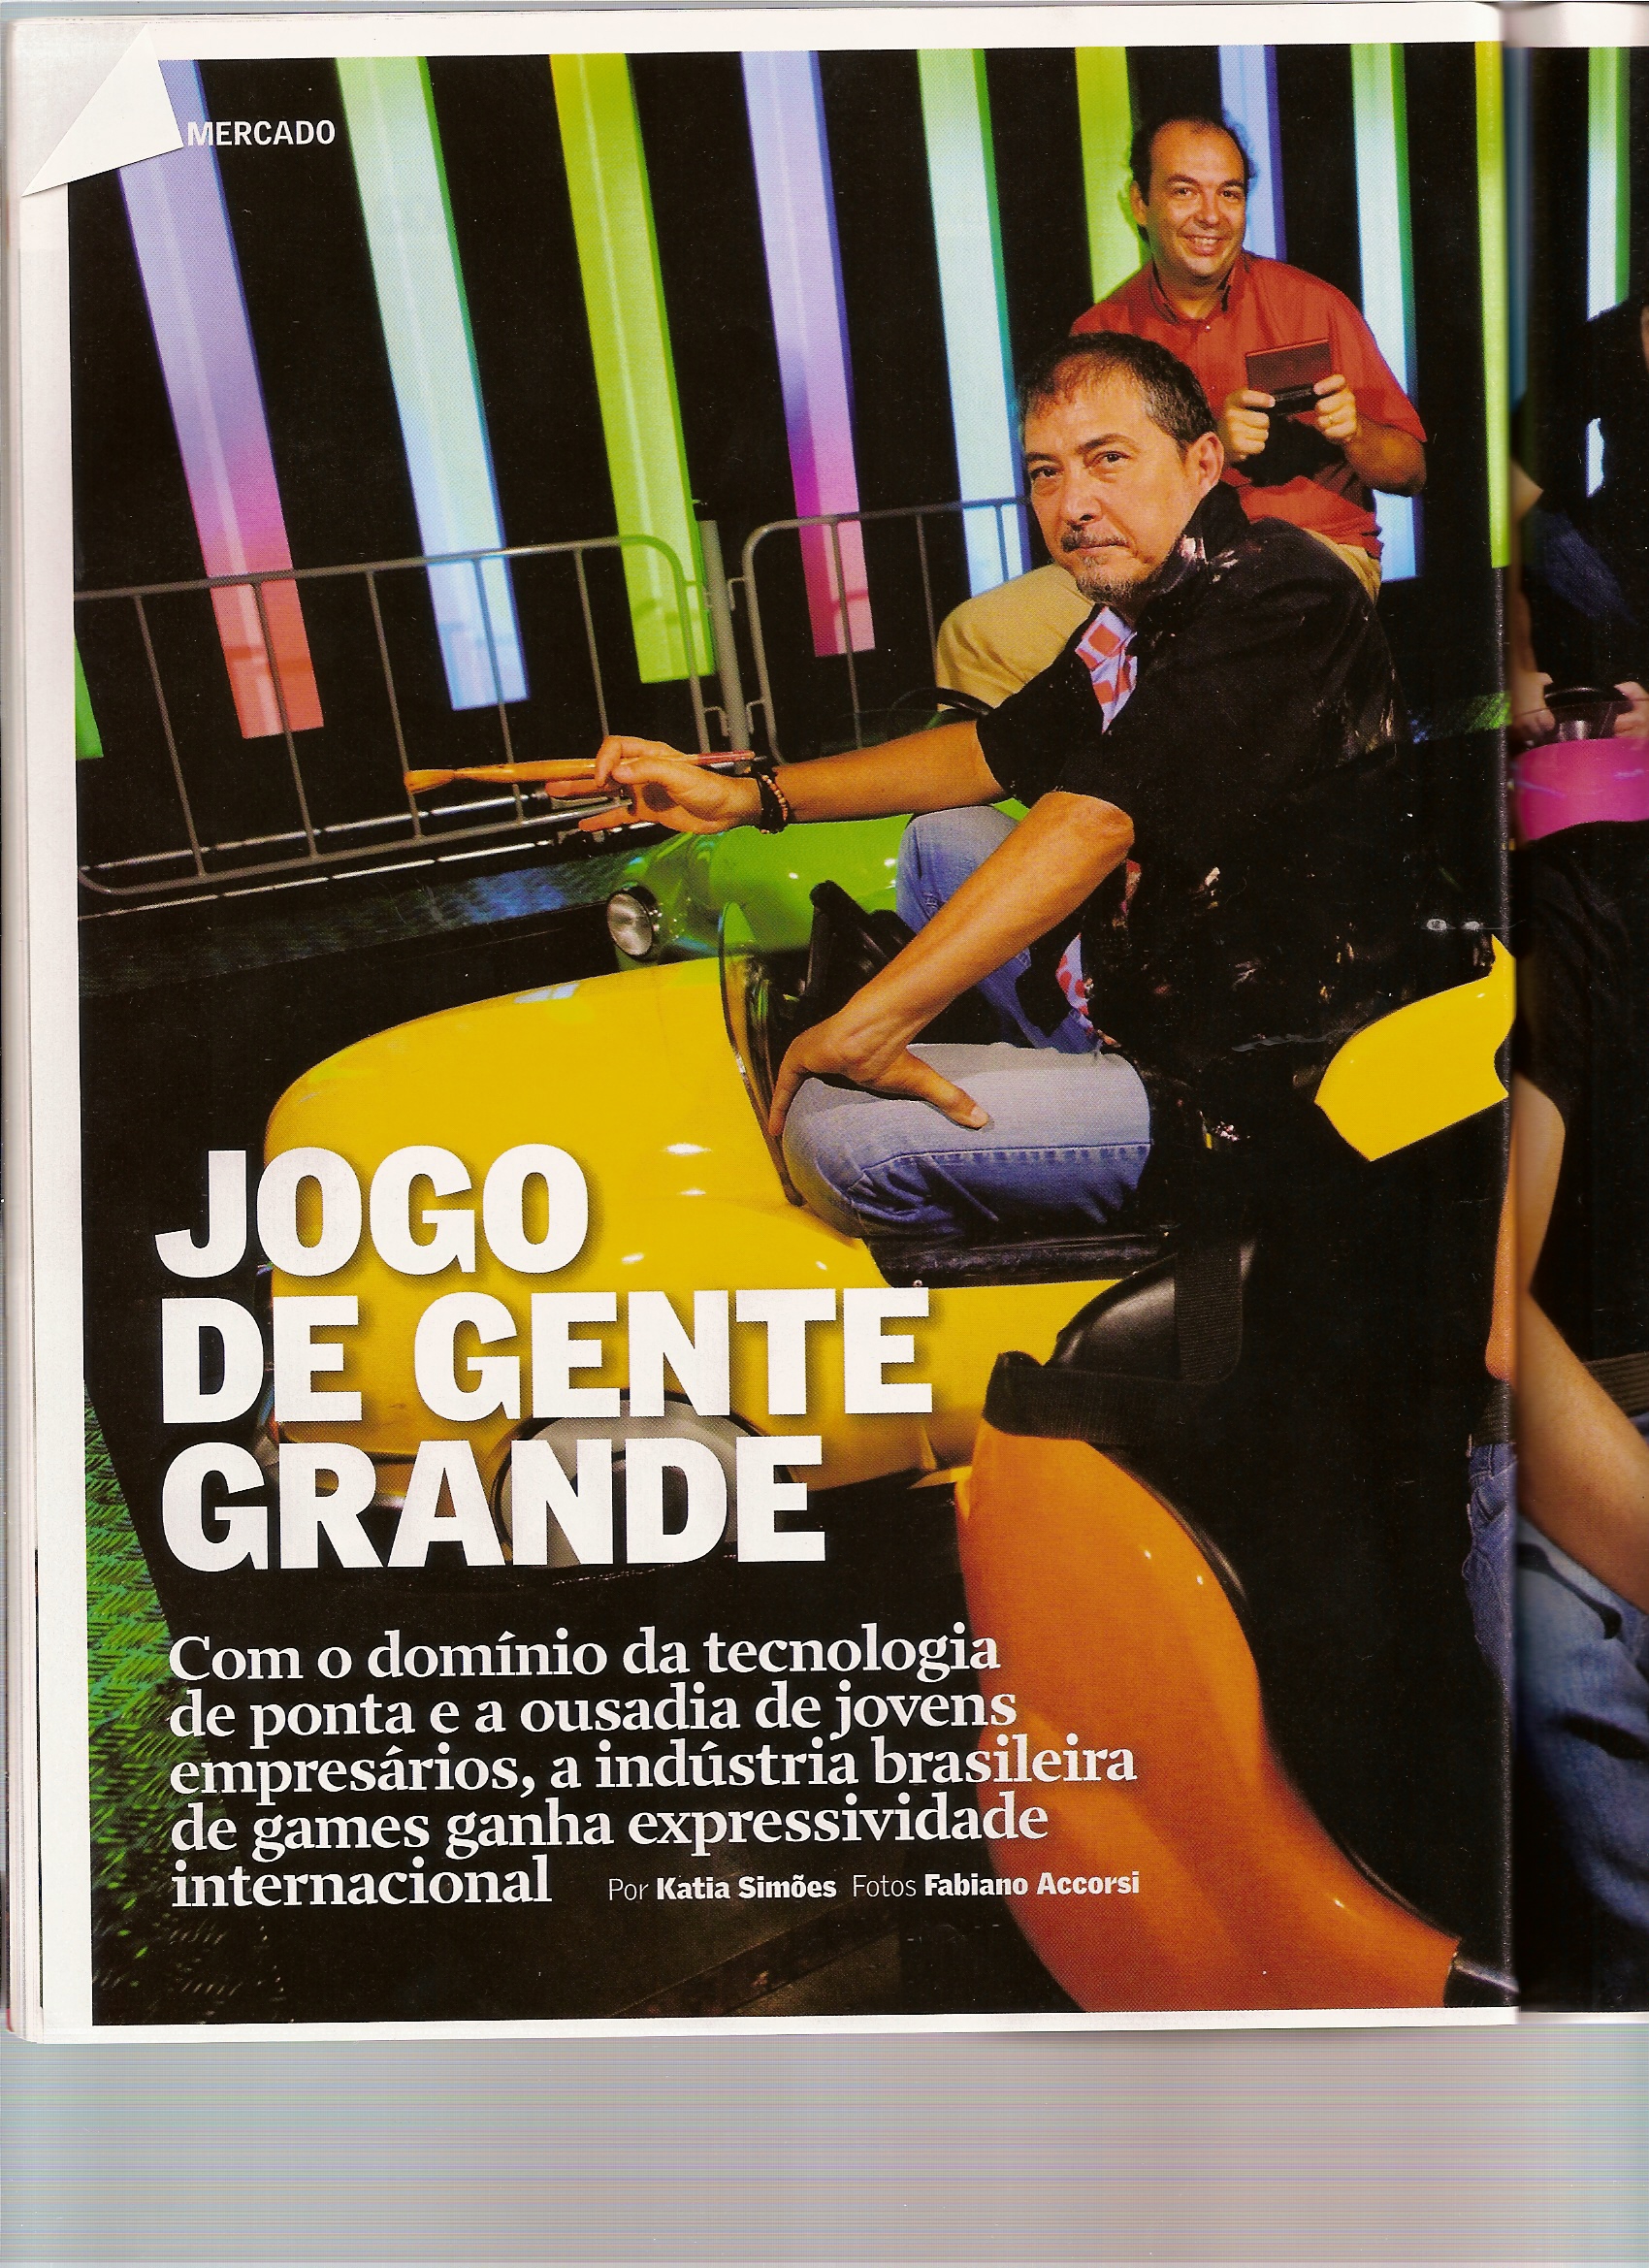 MERCADO
JOGO
DE GENTE
GRANDE
Com o domínio da tecnologia
de ponta e a ousadia de jovens
empresários, a indústria brasileira
de games ganha expressividade
internacional Por Katia Simões Fotos Fabiano Accorsi